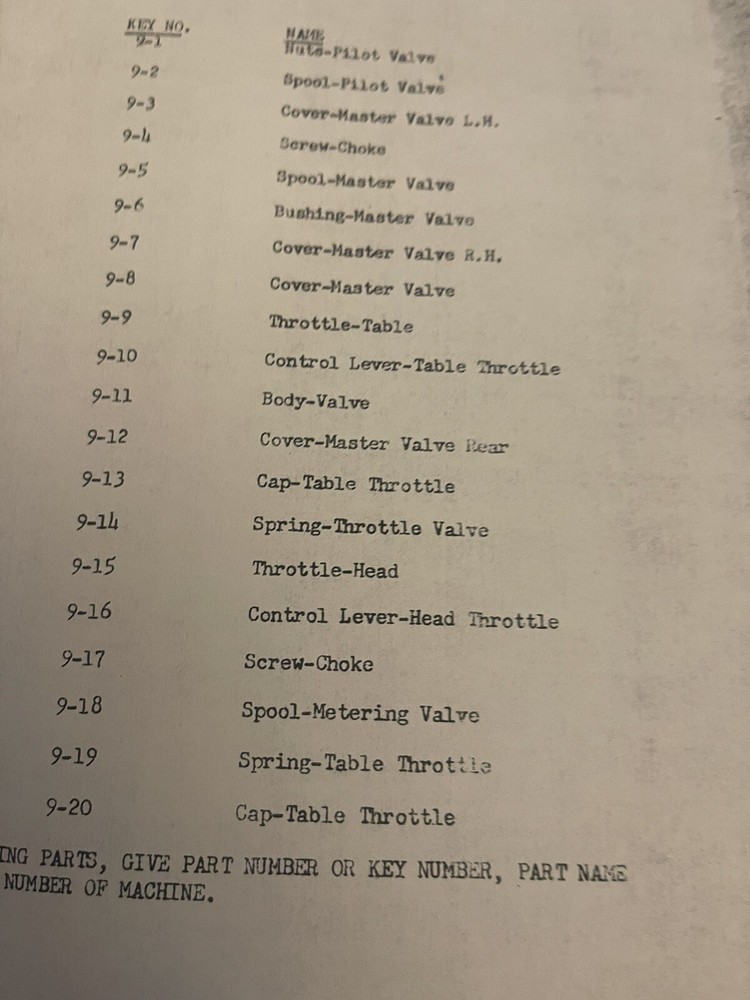 KEY NO. NAME
9-1 Nuts-Pilot Valve
9-2 Spool-Pilot Valve
9-3 Cover-Master Valve L.H.
9-4 Screw-Choke
9-5 Spool-Master Valve
9-6 Bushing-Master Valve
9-7 Cover-Master Valve R.H.
9-8 Cover-Master Valve
9-9 Throttle-Table
9-10 Control Lever-Table Throttle
9-11 Body-Valve
9-12 Cover-Master Valve Rear
9-13 Cap-Table Throttle
9-14 Spring-Throttle Valve
9-15 Throttle-Head
9-16 Control Lever-Head Throttle
9-17 Screw-Choke
9-18 Spool-Metering Valve
9-19 Spring-Table Throttle
9-20 Cap-Table Throttle
ING PARTS, GIVE PART NUMBER OR KEY NUMBER, PART NAME
NUMBER OF MACHINE.